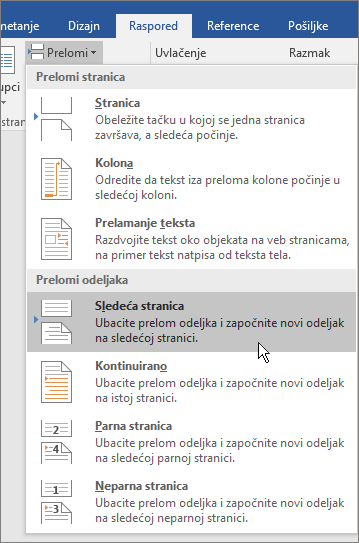 metanje Dizajn Raspored Reference Pošiljke
Prelomi Uvlačenje Razmak
upci
stran
Prelomi stranica
Stranica
Obeležite tačku u kojoj se jedna stranica
završava, a sledeća počinje.
Kolona
Odredite da tekst iza preloma kolone počinje u
sledećoj koloni.
Prelamanje teksta
Razdvojite tekst oko objekata na veb stranicama,
na primer tekst natpisa od teksta tela.
Prelomi odeljaka
Sledeća stranica
Ubacite prelom odeljka i započnite novi odeljak
na sledećoj stranici.
Kontinuirano
Ubacite prelom odeljka i započnite novi odeljak
na istoj stranici.
Parna stranica
2
4
Ubacite prelom odeljka i započnite novi odeljak
na sledećoj parnoj stranici.
Neparna stranica
1
3
Ubacite prelom odeljka i započnite novi odeljak
na sledećoj neparnoj stranici.